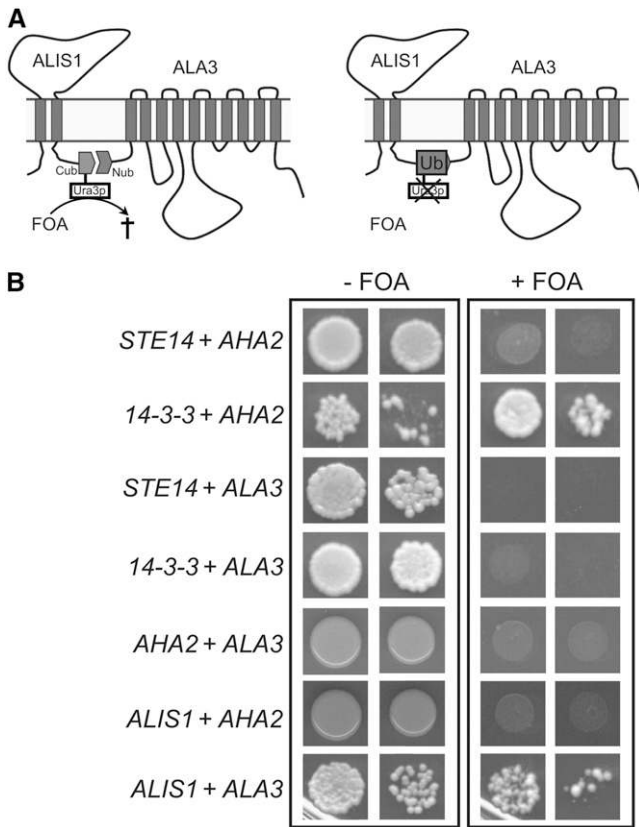 A
ALIS1
ALA3
Cub
Nub
Ura3p
FOA
†
ALIS1
ALA3
Ub
Ura3p
FOA
B
- FOA
+ FOA
STE14 + AHA2
14-3-3 + AHA2
STE14 + ALA3
14-3-3 + ALA3
AHA2 + ALA3
ALIS1 + AHA2
ALIS1 + ALA3